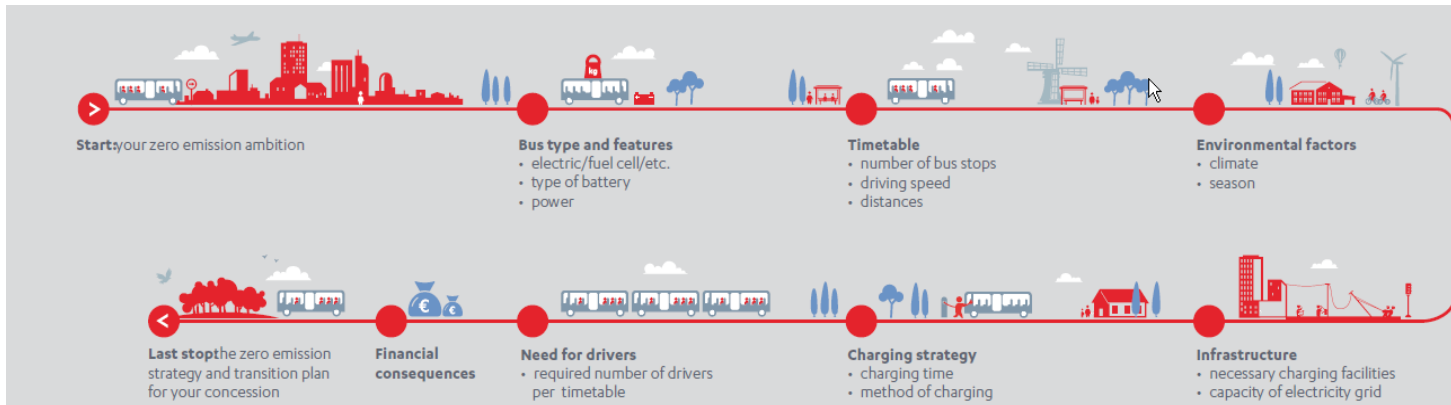 Start: your zero emission ambition
Bus type and features
• electric/fuel cell/etc.
• type of battery
• power
Timetable
• number of bus stops
• driving speed
• distances
Environmental factors
• climate
• season
Last stop: the zero emission
strategy and transition plan
for your concession
Financial
consequences
Need for drivers
• required number of drivers
per timetable
Charging strategy
• charging time
• method of charging
Infrastructure
• necessary charging facilities
• capacity of electricity grid